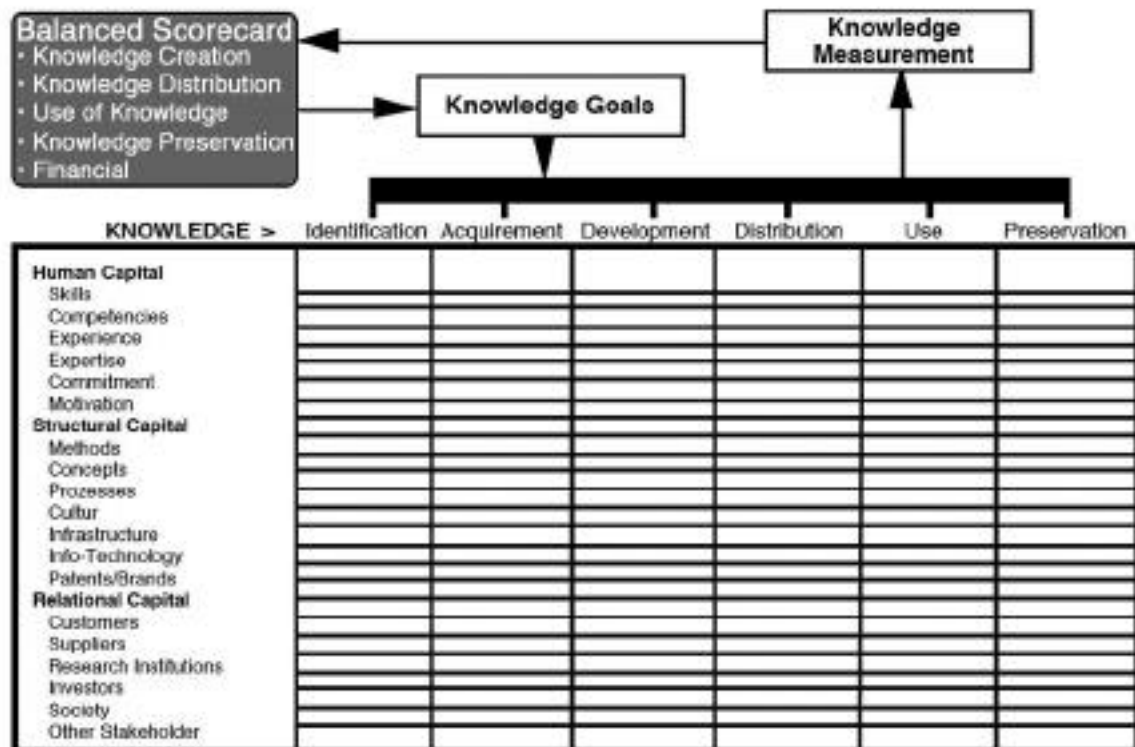 Balanced Scorecard
• Knowledge Creation
• Knowledge Distribution
• Use of Knowledge
• Knowledge Preservation
• Financial
Knowledge Goals
Knowledge
Measurement
KNOWLEDGE > Identification Acquirement Development Distribution Use Preservation
Human Capital
Skills
Competencies
Experience
Expertise
Commitment
Motivation
Structural Capital
Methods
Concepts
Prozesses
Cultur
Infrastructure
Info-Technology
Patents/Brands
Relational Capital
Customers
Suppliers
Research Institutions
Investors
Society
Other Stakeholder